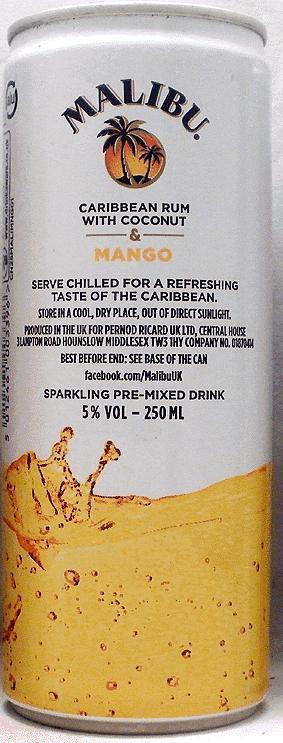 MALIBU
CARIBBEAN RUM
WITH COCONUT
&
MANGO
SERVE CHILLED FOR A REFRESHING
TASTE OF THE CARIBBEAN.
STORE IN A COOL, DRY PLACE, OUT OF DIRECT SUNLIGHT.
PRODUCED IN THE UK FOR PERNOD RICARD UK LTD, CENTRAL HOUSE
3 LAMPTON ROAD HOUNSLOW MIDDLESEX TW3 1HY COMPANY NO. 01870414
BEST BEFORE END: SEE BASE OF THE CAN
facebook.com/MalibuUK
SPARKLING PRE-MIXED DRINK
5% VOL – 250 ML